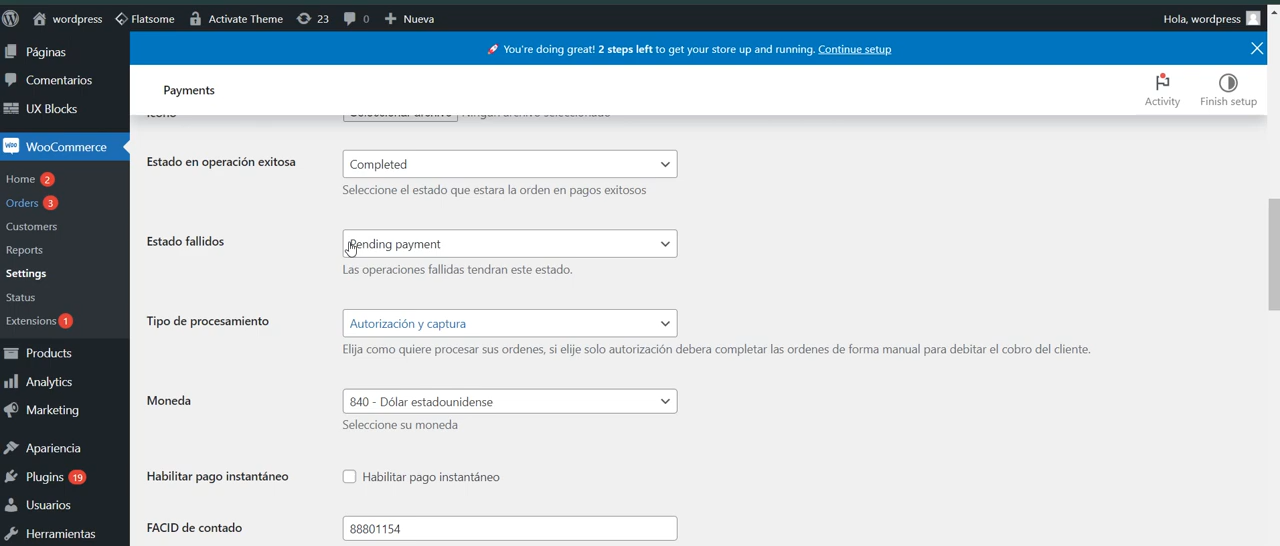 wordpress Flatsome Activate Theme 23 0 Nueva Hola, wordpress
Páginas
Comentarios
UX Blocks
WooCommerce
Home 2
Orders 3
Customers
Reports
Settings
Status
Extensions 1
Products
Analytics
Marketing
Apariencia
Plugins 19
Usuarios
Herramientas
🚀 You're doing great! 2 steps left to get your store up and running. Continue setup
Payments
Activity
Finish setup
Estado en operación exitosa
Completed
Seleccione el estado que estara la orden en pagos exitosos
Estado fallidos
Pending payment
Las operaciones fallidas tendran este estado.
Tipo de procesamiento
Autorización y captura
Elija como quiere procesar sus ordenes, si elije solo autorización debera completar las ordenes de forma manual para debitar el cobro del cliente.
Moneda
840 - Dólar estadounidense
Seleccione su moneda
Habilitar pago instantáneo
Habilitar pago instantáneo
FACID de contado
88801154